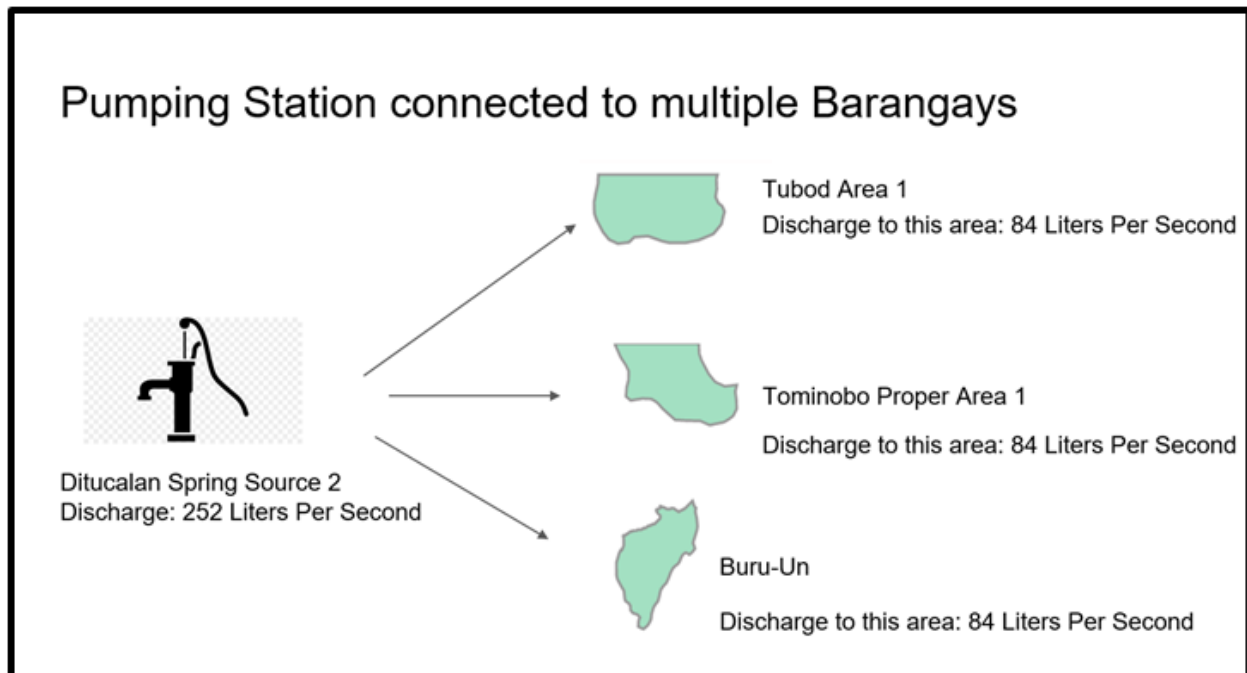 Pumping Station connected to multiple Barangays
Tubod Area 1
Discharge to this area: 84 Liters Per Second
Tominobo Proper Area 1
Discharge to this area: 84 Liters Per Second
Ditucalan Spring Source 2
Discharge: 252 Liters Per Second
Buru-Un
Discharge to this area: 84 Liters Per Second